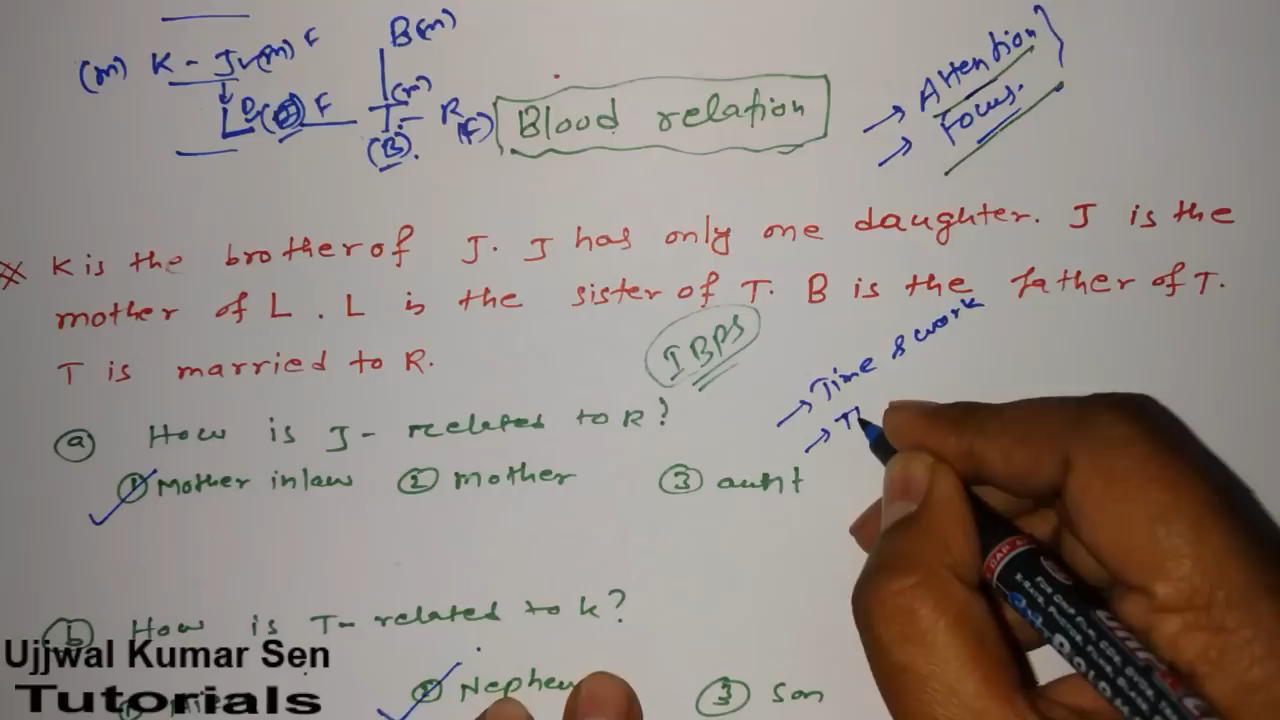 B(m)
(m) K - J(m) F
(m)
L F T - R (F)
(B).
Blood relation
→ Attention
→ Focus.
K is the brother of J. J has only one daughter. J is the
mother of L. L is the sister of T. B is the father of T.
T is married to R.
IBPS
→ Time & work
→ T
(a) How is J- related to R?
① Mother inlaw ② mother ③ aunt
(b) How is T- related to K?
② Nephew ③ son
Ujjwal Kumar Sen
Tutorials